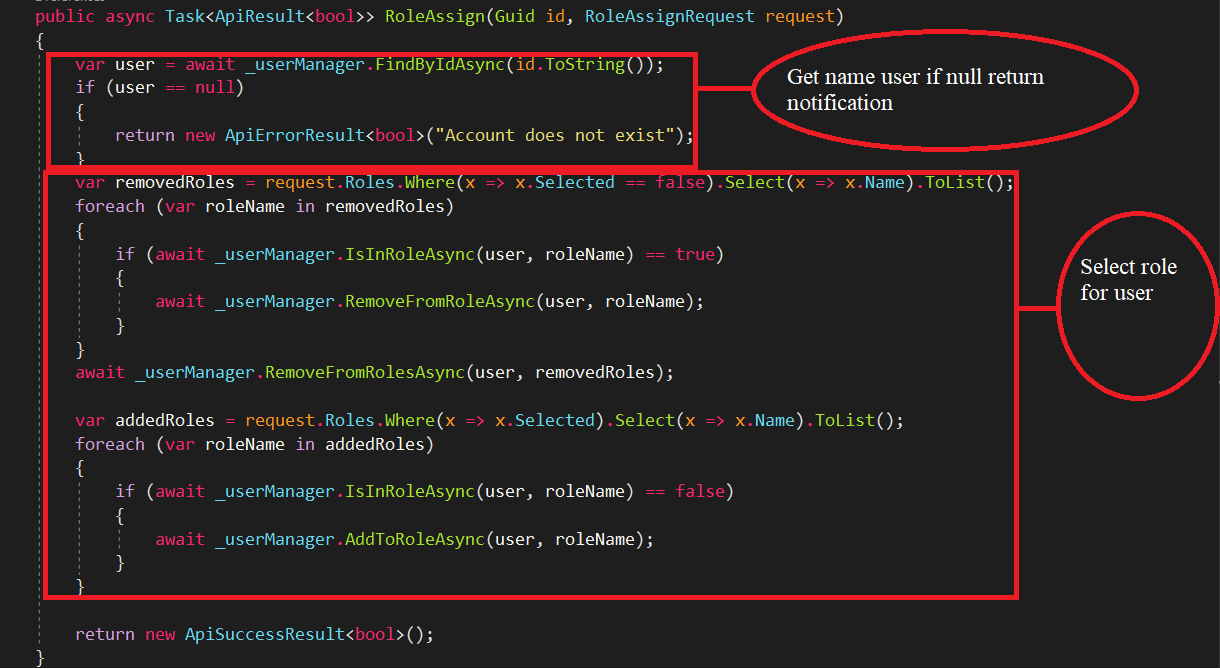 public async Task<ApiResult<bool>> RoleAssign(Guid id, RoleAssignRequest request)
{
var user = await _userManager.FindByIdAsync(id.ToString());
if (user == null)
{
return new ApiErrorResult<bool>("Account does not exist");
}
Get name user if null return
notification
var removedRoles = request.Roles.Where(x => x.Selected == false).Select(x => x.Name).ToList();
foreach (var roleName in removedRoles)
{
if (await _userManager.IsInRoleAsync(user, roleName) == true)
{
await _userManager.RemoveFromRoleAsync(user, roleName);
}
}
await _userManager.RemoveFromRolesAsync(user, removedRoles);
var addedRoles = request.Roles.Where(x => x.Selected).Select(x => x.Name).ToList();
foreach (var roleName in addedRoles)
{
if (await _userManager.IsInRoleAsync(user, roleName) == false)
{
await _userManager.AddToRoleAsync(user, roleName);
}
}
Select role
for user
return new ApiSuccessResult<bool>();
}